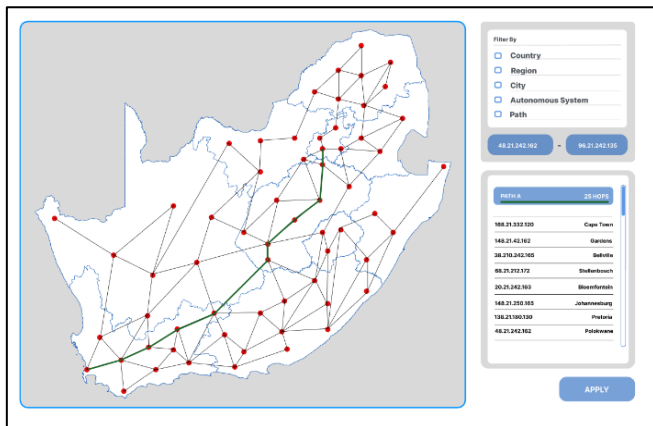 Filter By
Country
Region
City
Autonomous System
Path
48.21.242.162 - 96.21.242.135
PATH A 25 HOPS
168.21.332.120 Cape Town
148.21.42.162 Gardens
38.210.242.165 Bellville
68.21.212.172 Stellenbosch
20.21.242.163 Bloemfontein
148.21.250.165 Johannesburg
138.21.180.130 Pretoria
48.21.242.162 Polokwane
APPLY